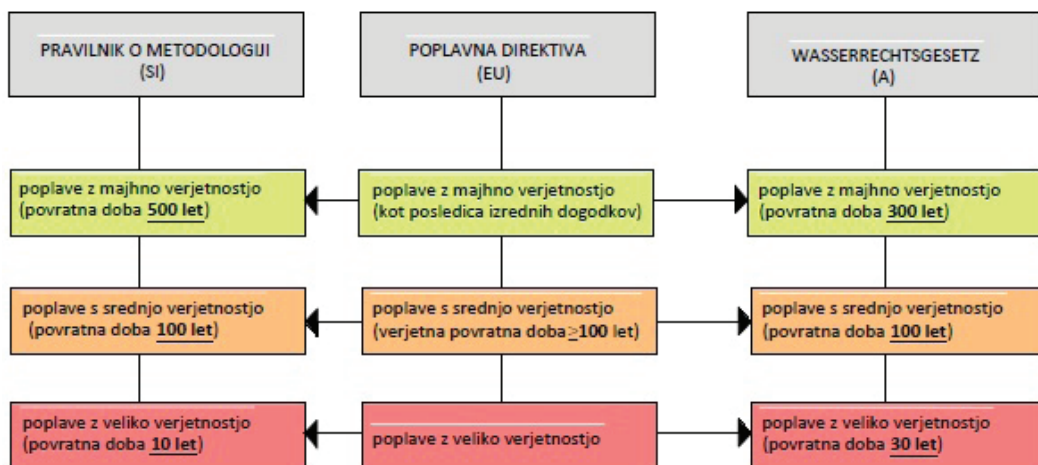 PRAVILNIK O METODOLOGIJI
(SI)
POPLAVNA DIREKTIVA
(EU)
WASSERRECHTSGESETZ
(A)
poplave z majhno verjetnostjo
(povratna doba 500 let)
poplave z majhno verjetnostjo
(kot posledica izrednih dogodkov)
poplave z majhno verjetnostjo
(povratna doba 300 let)
poplave s srednjo verjetnostjo
(povratna doba 100 let)
poplave s srednjo verjetnostjo
(verjetna povratna doba ≥100 let)
poplave s srednjo verjetnostjo
(povratna doba 100 let)
poplave z veliko verjetnostjo
(povratna doba 10 let)
poplave z veliko verjetnostjo
poplave z veliko verjetnostjo
(povratna doba 30 let)